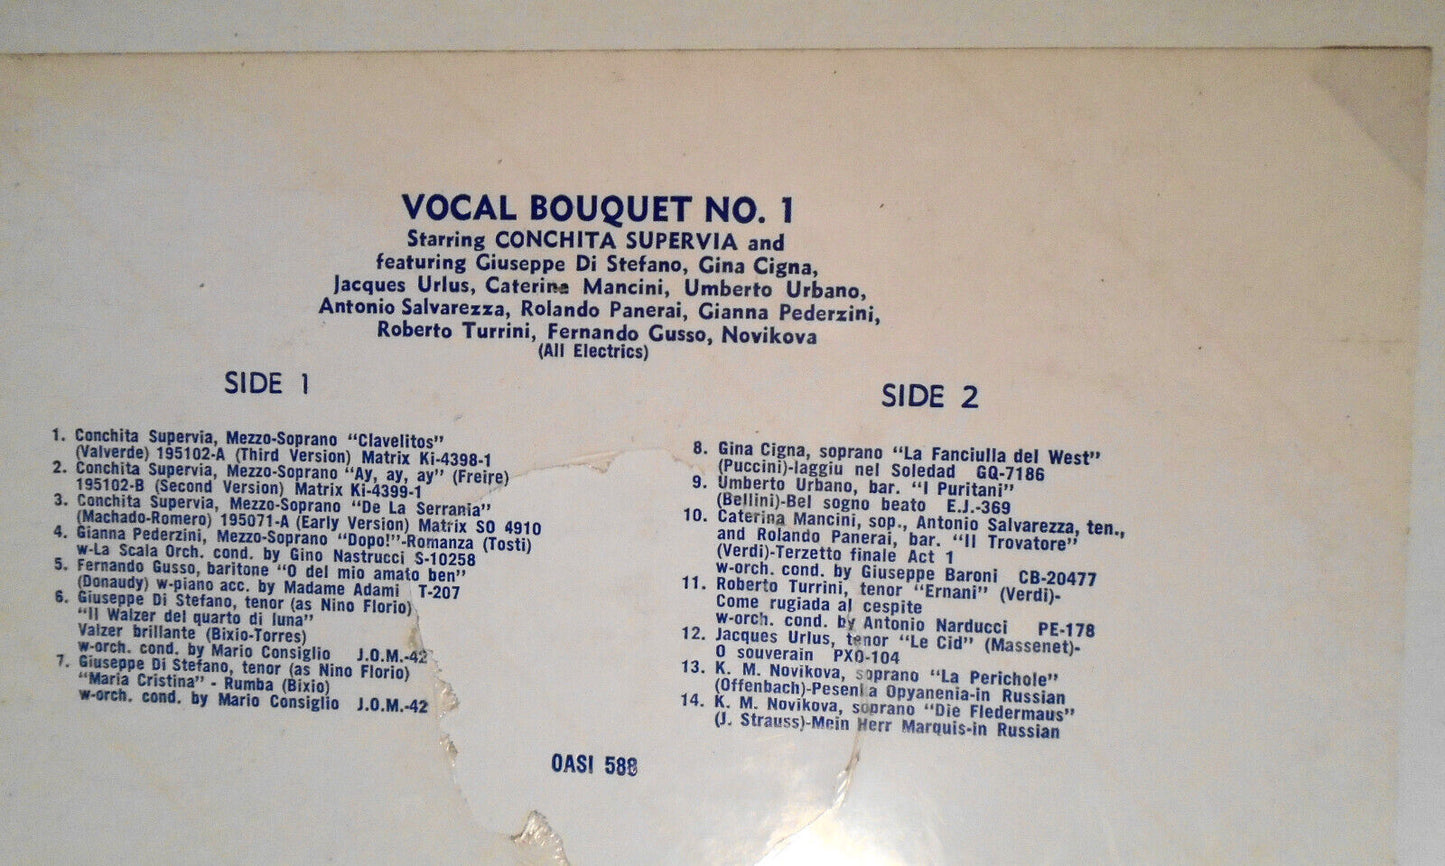 VOCAL BOUQUET NO. 1
Starring CONCHITA SUPERVIA and
featuring Giuseppe Di Stefano, Gina Cigna,
Jacques Urlus, Caterina Mancini, Umberto Urbano,
Antonio Salvarezza, Rolando Panerai, Gianna Pederzini,
Roberto Turrini, Fernando Gusso, Novikova
(All Electrics)
SIDE 1
1. Conchita Supervia, Mezzo-Soprano "Clavelitos"
(Valverde) 195102-A (Third Version) Matrix Ki-4398-1
2. Conchita Supervia, Mezzo-Soprano "Ay, ay, ay" (Freire)
195102-B (Second Version) Matrix Ki-4399-1
3. Conchita Supervia, Mezzo-Soprano "De La Serrania"
(Machado-Romero) 195071-A (Early Version) Matrix SO 4910
4. Gianna Pederzini, Mezzo-Soprano "Dopo!"-Romanza (Tosti)
w-La Scala Orch. cond. by Gino Nastrucci S-10258
5. Fernando Gusso, baritone "O del mio amato ben"
(Donaudy) w-piano acc. by Madame Adami T-207
6. Giuseppe Di Stefano, tenor (as Nino Florio)
"Il Walzer del quarto di luna"
Valzer brillante (Bixio-Torres)
w-orch. cond. by Mario Consiglio J.O.M.-42
7. Giuseppe Di Stefano, tenor (as Nino Florio)
"Maria Cristina" - Rumba (Bixio)
w-orch. cond. by Mario Consiglio J.O.M.-42
SIDE 2
8. Gina Cigna, soprano "La Fanciulla del West"
(Puccini)-laggiu nel Soledad GQ-7186
9. Umberto Urbano, bar. "I Puritani"
(Bellini)-Bel sogno beato E.J.-369
10. Caterina Mancini, sop., Antonio Salvarezza, ten.,
and Rolando Panerai, bar. "Il Trovatore"
(Verdi)-Terzetto finale Act 1
w-orch. cond. by Giuseppe Baroni CB-20477
11. Roberto Turrini, tenor "Ernani" (Verdi)-
Come rugiada al cespite
w-orch. cond. by Antonio Narducci PE-178
12. Jacques Urlus, tenor "Le Cid" (Massenet)-
O souverain PXO-104
13. K. M. Novikova, soprano "La Perichole"
(Offenbach)-Pesenka Opyanenia-in Russian
14. K. M. Novikova, soprano "Die Fledermaus"
(J. Strauss)-Mein Herr Marquis-in Russian
OASI 588